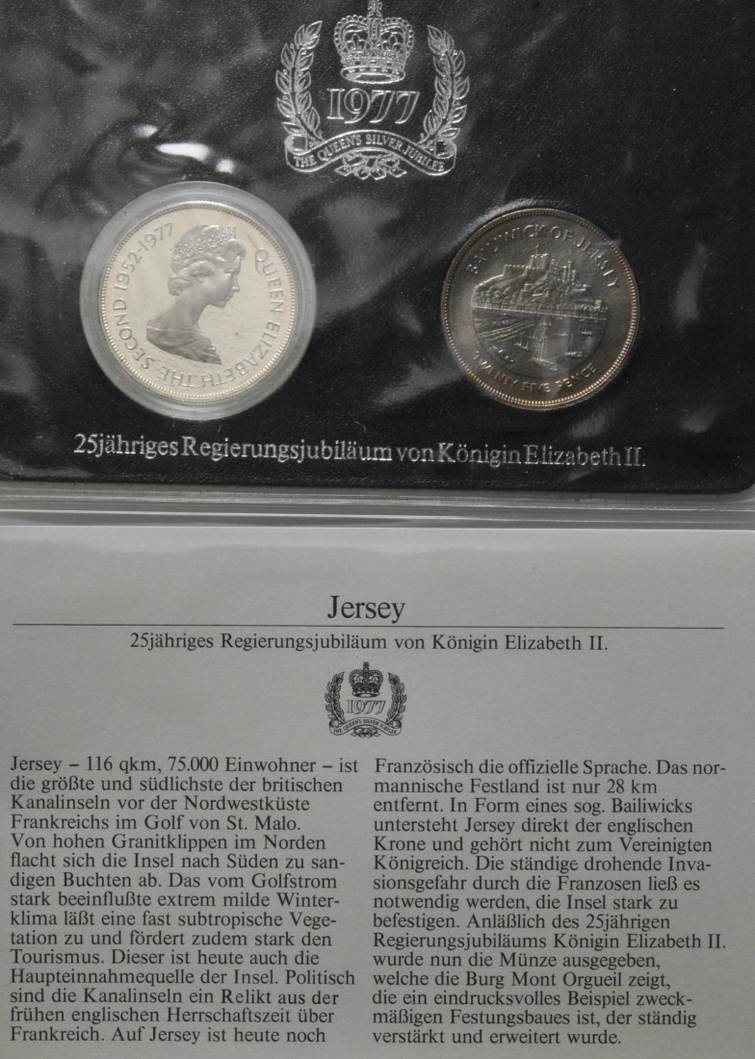 1977
THE QUEEN'S SILVER JUBILEE
QUEEN ELIZABETH THE SECOND 1952-1977
BAILIWICK OF JERSEY
TWENTY FIVE PENCE
25jähriges Regierungsjubiläum von Königin Elizabeth II.
Jersey
25jähriges Regierungsjubiläum von Königin Elizabeth II.
1977
THE QUEEN'S SILVER JUBILEE
Jersey – 116 qkm, 75.000 Einwohner – ist
die größte und südlichste der britischen
Kanalinseln vor der Nordwestküste
Frankreichs im Golf von St. Malo.
Von hohen Granitklippen im Norden
flacht sich die Insel nach Süden zu san-
digen Buchten ab. Das vom Golfstrom
stark beeinflußte extrem milde Winter-
klima läßt eine fast subtropische Vege-
tation zu und fördert zudem stark den
Tourismus. Dieser ist heute auch die
Haupteinnahmequelle der Insel. Politisch
sind die Kanalinseln ein Relikt aus der
frühen englischen Herrschaftszeit über
Frankreich. Auf Jersey ist heute noch
Französisch die offizielle Sprache. Das nor-
mannische Festland ist nur 28 km
entfernt. In Form eines sog. Bailiwicks
untersteht Jersey direkt der englischen
Krone und gehört nicht zum Vereinigten
Königreich. Die ständige drohende Inva-
sionsgefahr durch die Franzosen ließ es
notwendig werden, die Insel stark zu
befestigen. Anläßlich des 25jährigen
Regierungsjubiläums Königin Elizabeth II.
wurde nun die Münze ausgegeben,
welche die Burg Mont Orgueil zeigt,
die ein eindrucksvolles Beispiel zweck-
mäßigen Festungsbaues ist, der ständig
verstärkt und erweitert wurde.